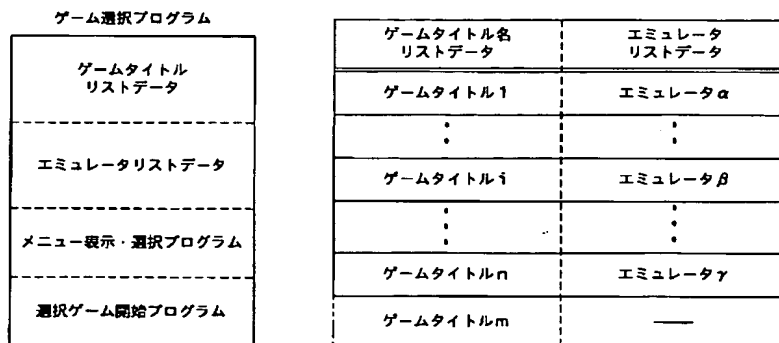 ゲーム選択プログラム
ゲームタイトル
リストデータ
エミュレータリストデータ
メニュー表示・選択プログラム
選択ゲーム開始プログラム
ゲームタイトル名
リストデータ
エミュレータ
リストデータ
ゲームタイトル1
エミュレータα
ゲームタイトルi
エミュレータβ
ゲームタイトルn
エミュレータγ
ゲームタイトルm
—